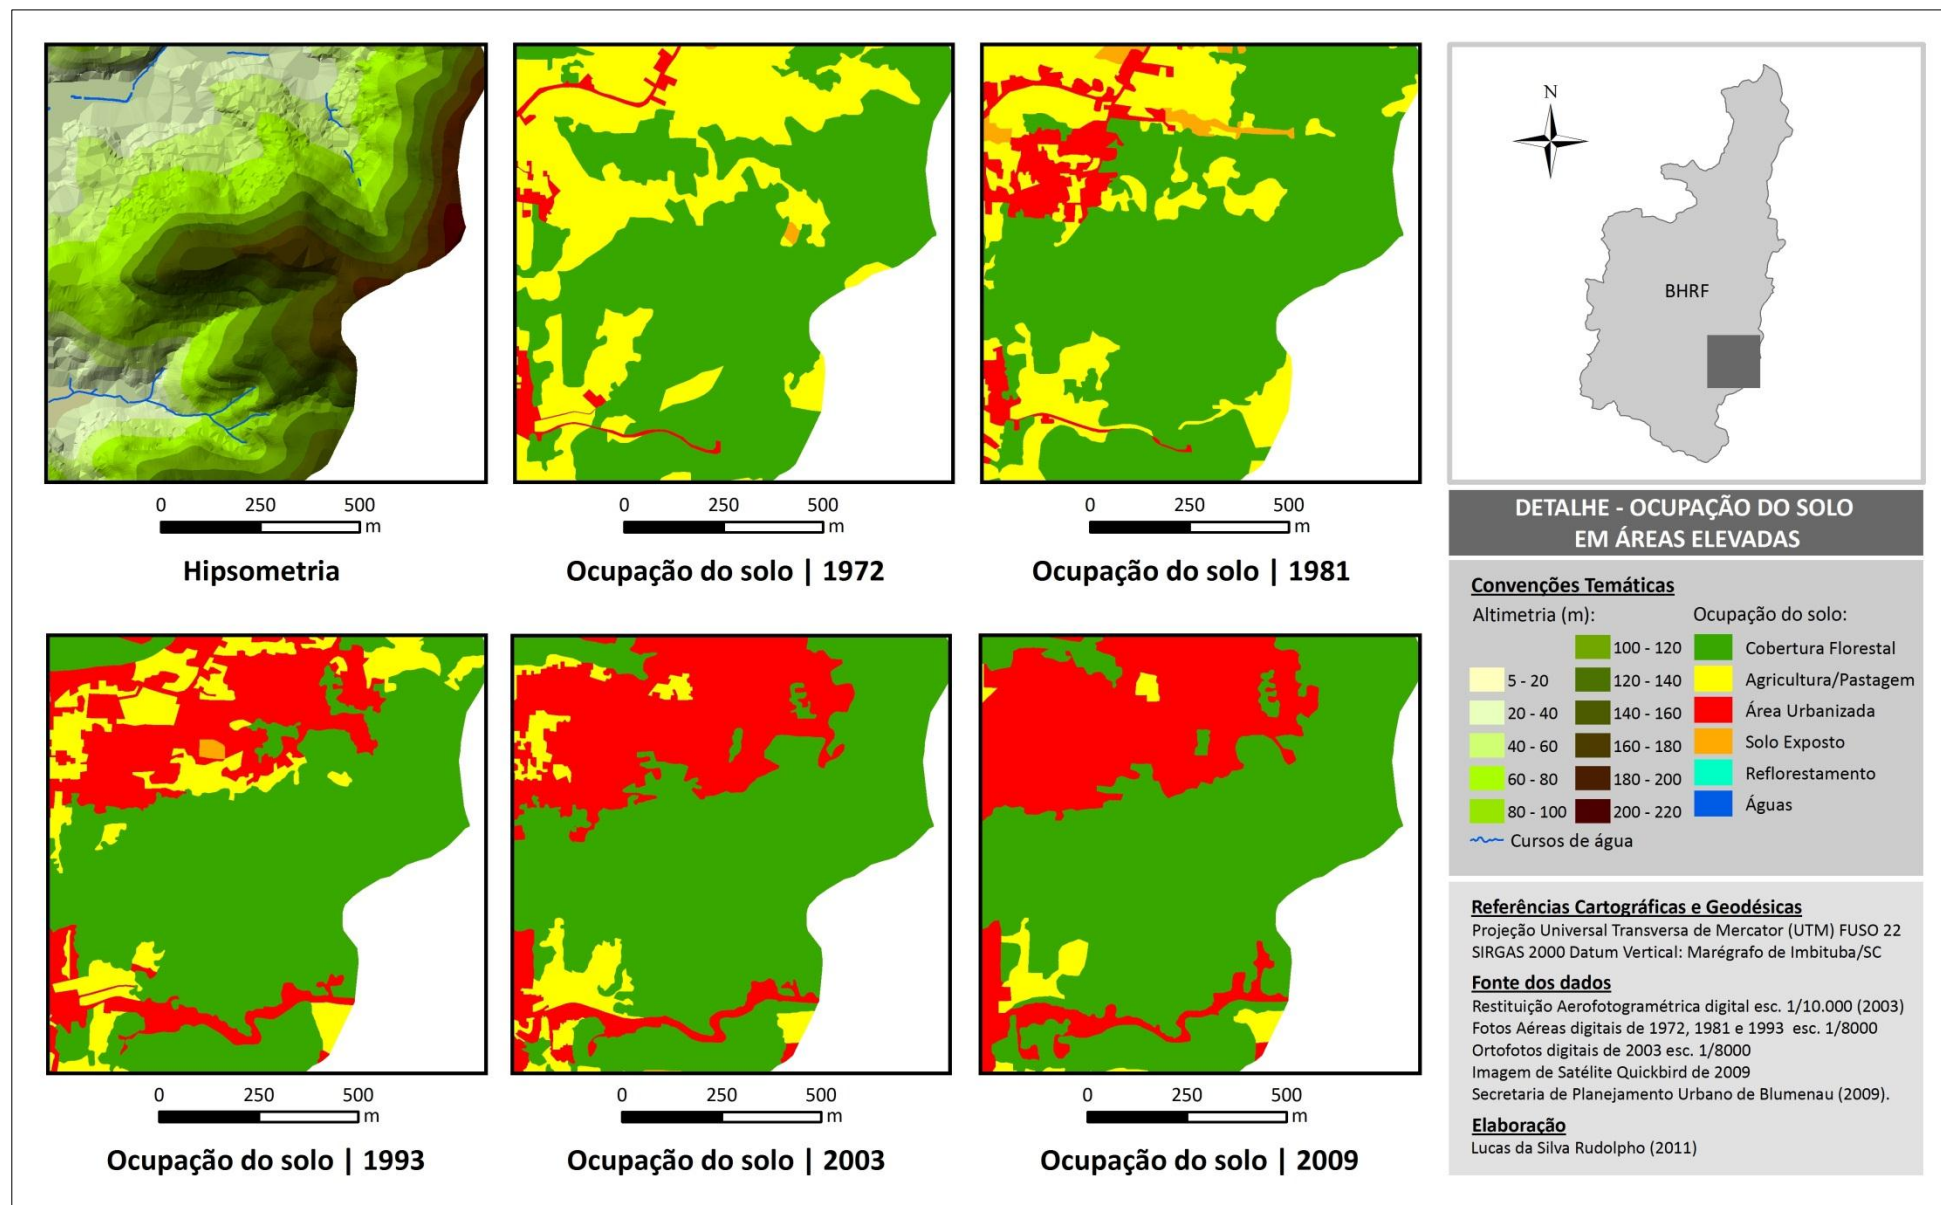 0 250 500
m
Hipsometria
0 250 500
m
Ocupação do solo | 1972
0 250 500
m
Ocupação do solo | 1981
0 250 500
m
Ocupação do solo | 1993
0 250 500
m
Ocupação do solo | 2003
0 250 500
m
Ocupação do solo | 2009
N
BHRF
DETALHE - OCUPAÇÃO DO SOLO
EM ÁREAS ELEVADAS
Convenções Temáticas
Altimetria (m):
5 - 20
20 - 40
40 - 60
60 - 80
80 - 100
100 - 120
120 - 140
140 - 160
160 - 180
180 - 200
200 - 220
Cursos de água
Ocupação do solo:
Cobertura Florestal
Agricultura/Pastagem
Área Urbanizada
Solo Exposto
Reflorestamento
Águas
Referências Cartográficas e Geodésicas
Projeção Universal Transversa de Mercator (UTM) FUSO 22
SIRGAS 2000 Datum Vertical: Marégrafo de Imbituba/SC
Fonte dos dados
Restituição Aerofotogramétrica digital esc. 1/10.000 (2003)
Fotos Aéreas digitais de 1972, 1981 e 1993 esc. 1/8000
Ortofotos digitais de 2003 esc. 1/8000
Imagem de Satélite Quickbird de 2009
Secretaria de Planejamento Urbano de Blumenau (2009).
Elaboração
Lucas da Silva Rudolpho (2011)